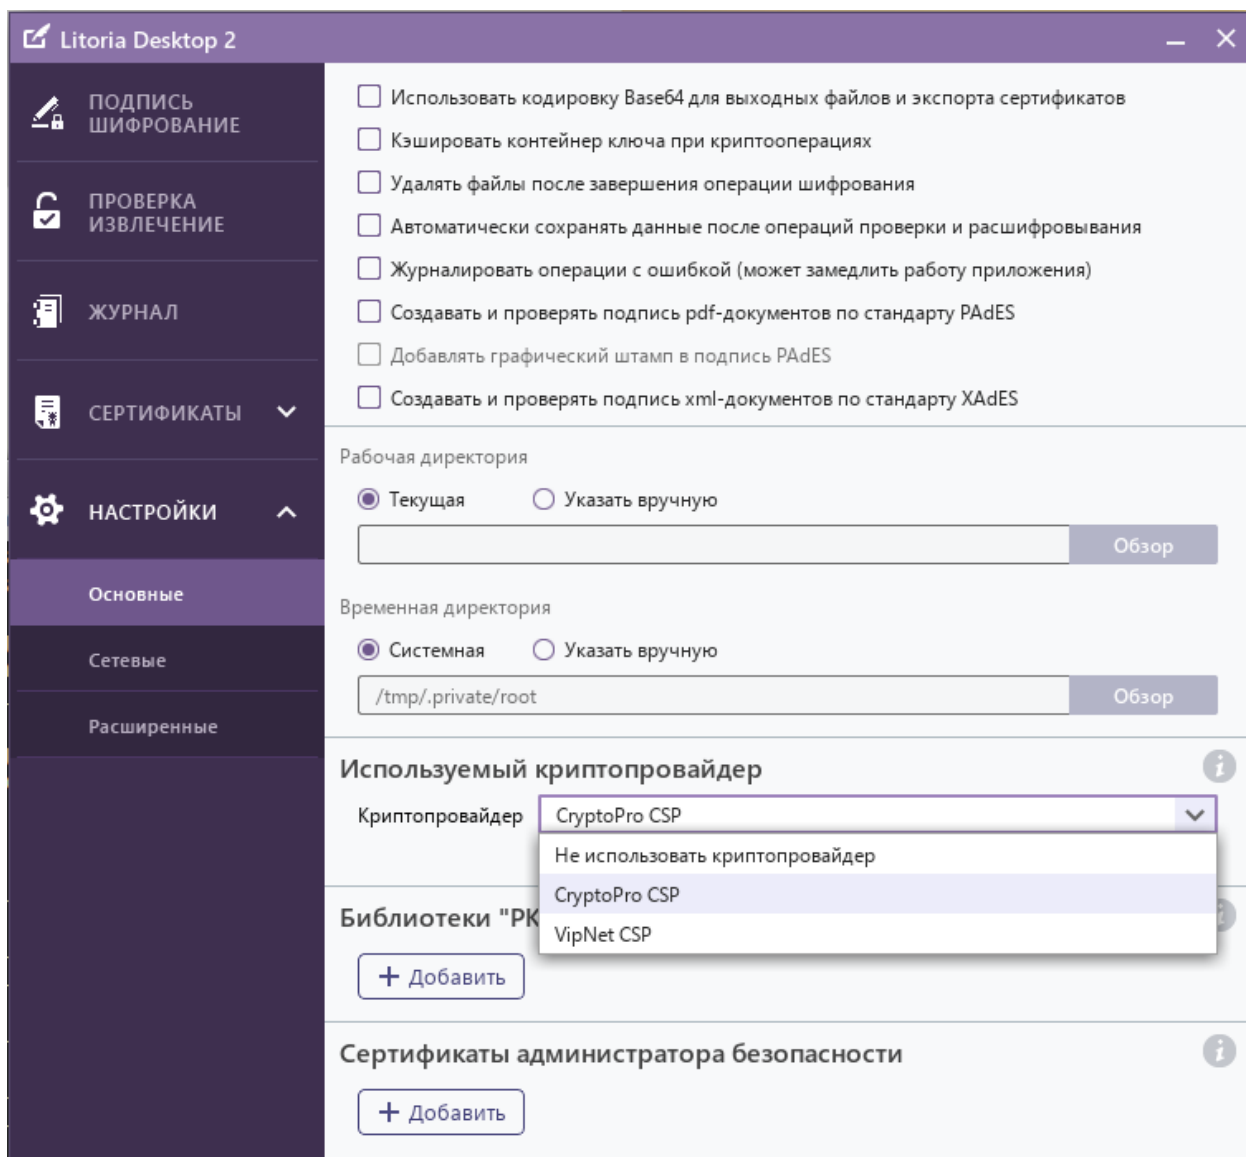 Litoria Desktop 2
ПОДПИСЬ
ШИФРОВАНИЕ
ПРОВЕРКА
ИЗВЛЕЧЕНИЕ
ЖУРНАЛ
СЕРТИФИКАТЫ
НАСТРОЙКИ
Основные
Сетевые
Расширенные
Использовать кодировку Base64 для выходных файлов и экспорта сертификатов
Кэшировать контейнер ключа при криптооперациях
Удалять файлы после завершения операции шифрования
Автоматически сохранять данные после операций проверки и расшифровывания
Журналировать операции с ошибкой (может замедлить работу приложения)
Создавать и проверять подпись pdf-документов по стандарту PAdES
Добавлять графический штамп в подпись PAdES
Создавать и проверять подпись xml-документов по стандарту XAdES
Рабочая директория
Текущая Указать вручную
Обзор
Временная директория
Системная Указать вручную
/tmp/.private/root Обзор
Используемый криптопровайдер
Криптопровайдер CryptoPro CSP
Не использовать криптопровайдер
CryptoPro CSP
VipNet CSP
Библиотеки "PK
+ Добавить
Сертификаты администратора безопасности
+ Добавить